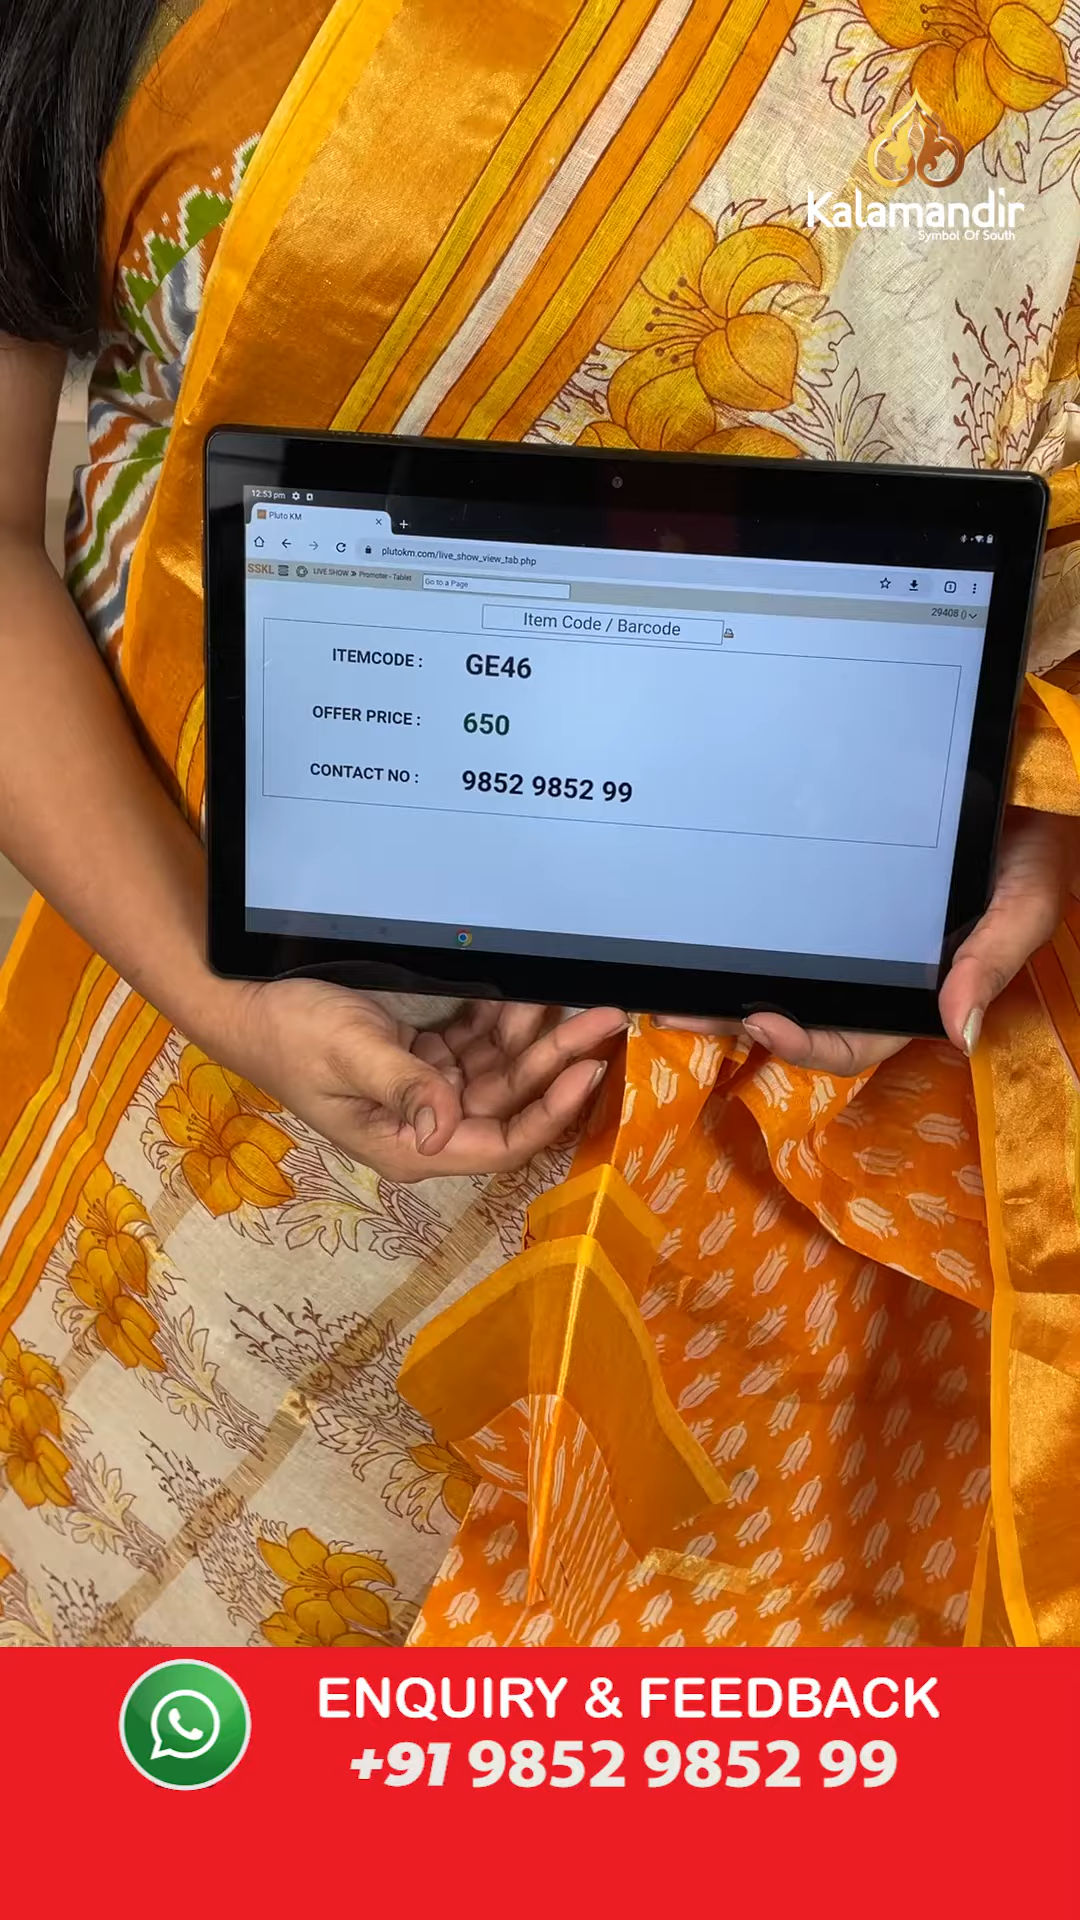 Kalamandir
Symbol Of South
12:53 pm
Pluto KM
plutokm.com/live_show_view_tab.php
SSKL LIVE SHOW » Promoter - Tablet Go to a Page
29408 ()
Item Code / Barcode
ITEMCODE : GE46
OFFER PRICE : 650
CONTACT NO : 9852 9852 99
ENQUIRY & FEEDBACK
+91 9852 9852 99